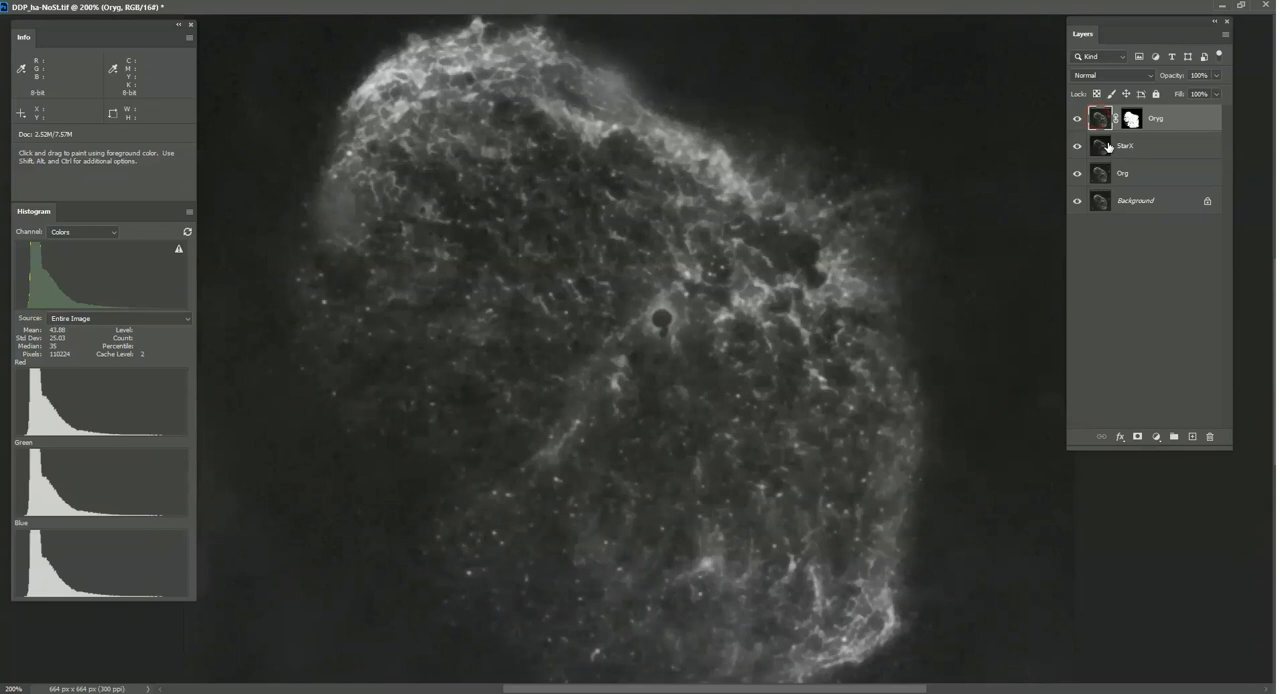 DDP_ha-NoSt.tif @ 200% (Oryg, RGB/16#) *
Info
R :
G :
B :
8-bit
C :
M :
Y :
K :
8-bit
X :
Y :
W :
H :
Doc: 2.52M/7.57M
Click and drag to paint using foreground color. Use
Shift, Alt, and Ctrl for additional options.
Histogram
Channel: Colors
Source: Entire Image
Mean: 43.88 Level:
Std Dev: 25.03 Count:
Median: 35 Percentile:
Pixels: 110224 Cache Level: 2
Red
Green
Blue
Layers
Kind
Normal Opacity: 100%
Lock: Fill: 100%
Oryg
StarX
Org
Background
200% 664 px x 664 px (300 ppi)